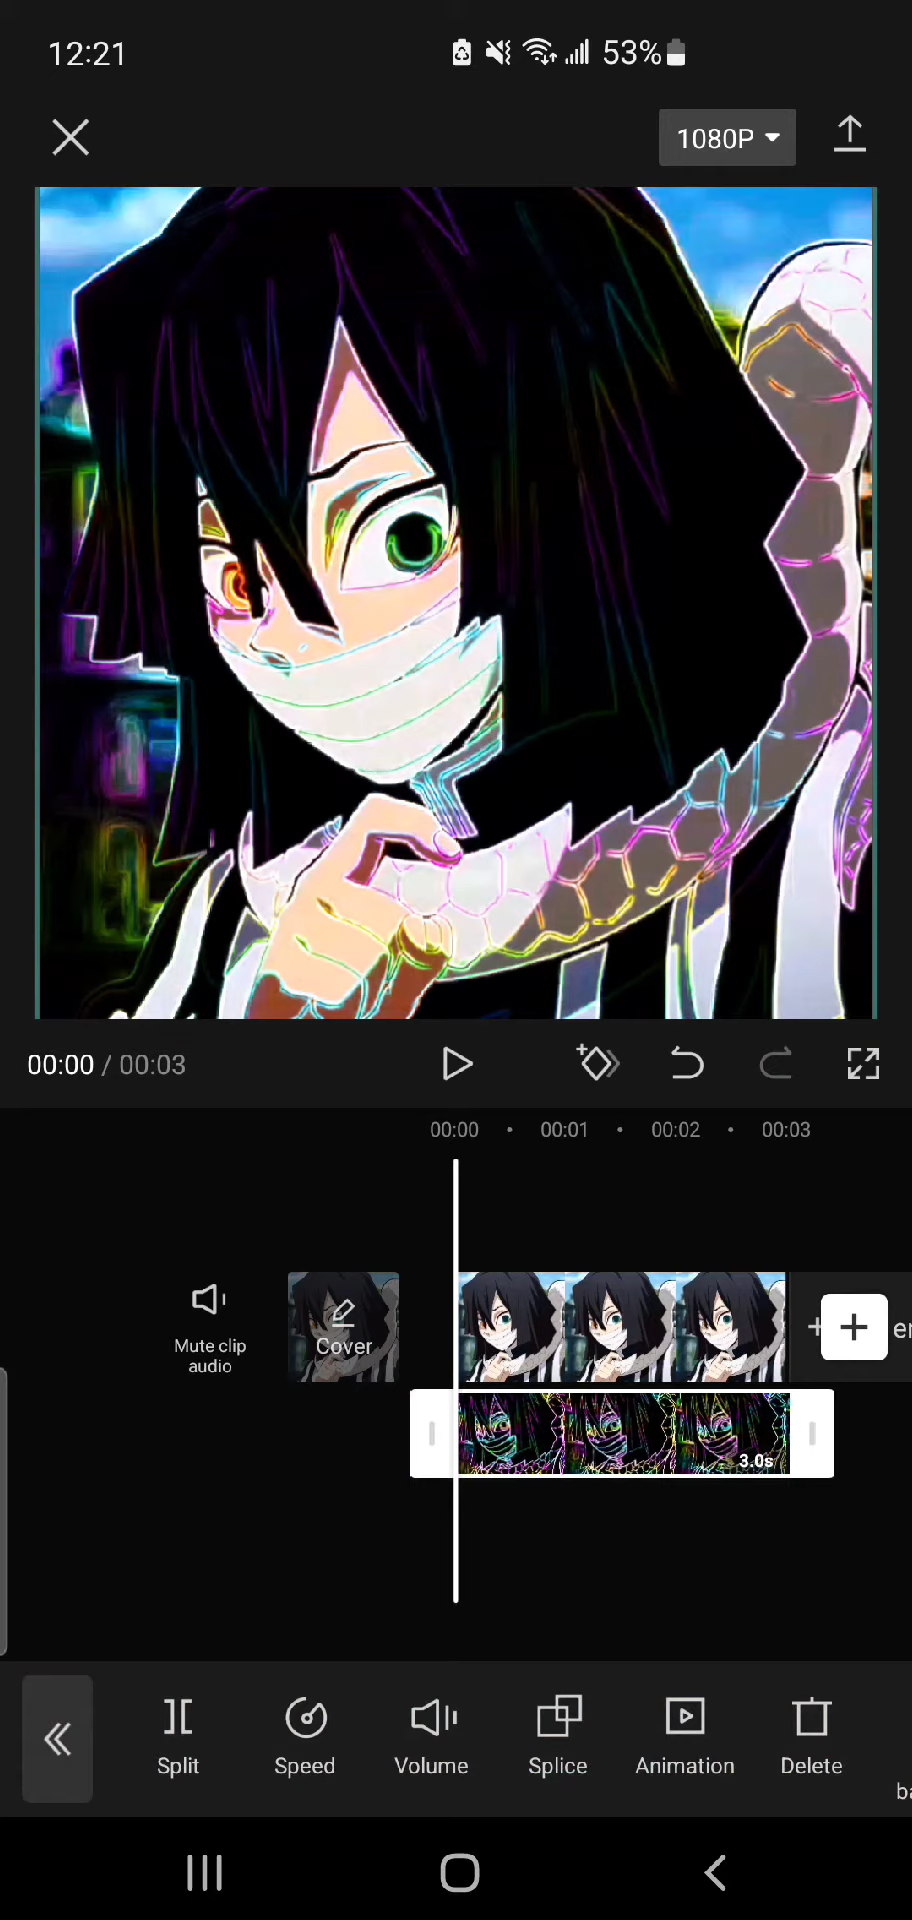 12:21
53%
1080P
00:00 / 00:03
00:00 • 00:01 • 00:02 • 00:03
Mute clip
audio
Cover
3.0s
Split
Speed
Volume
Splice
Animation
Delete